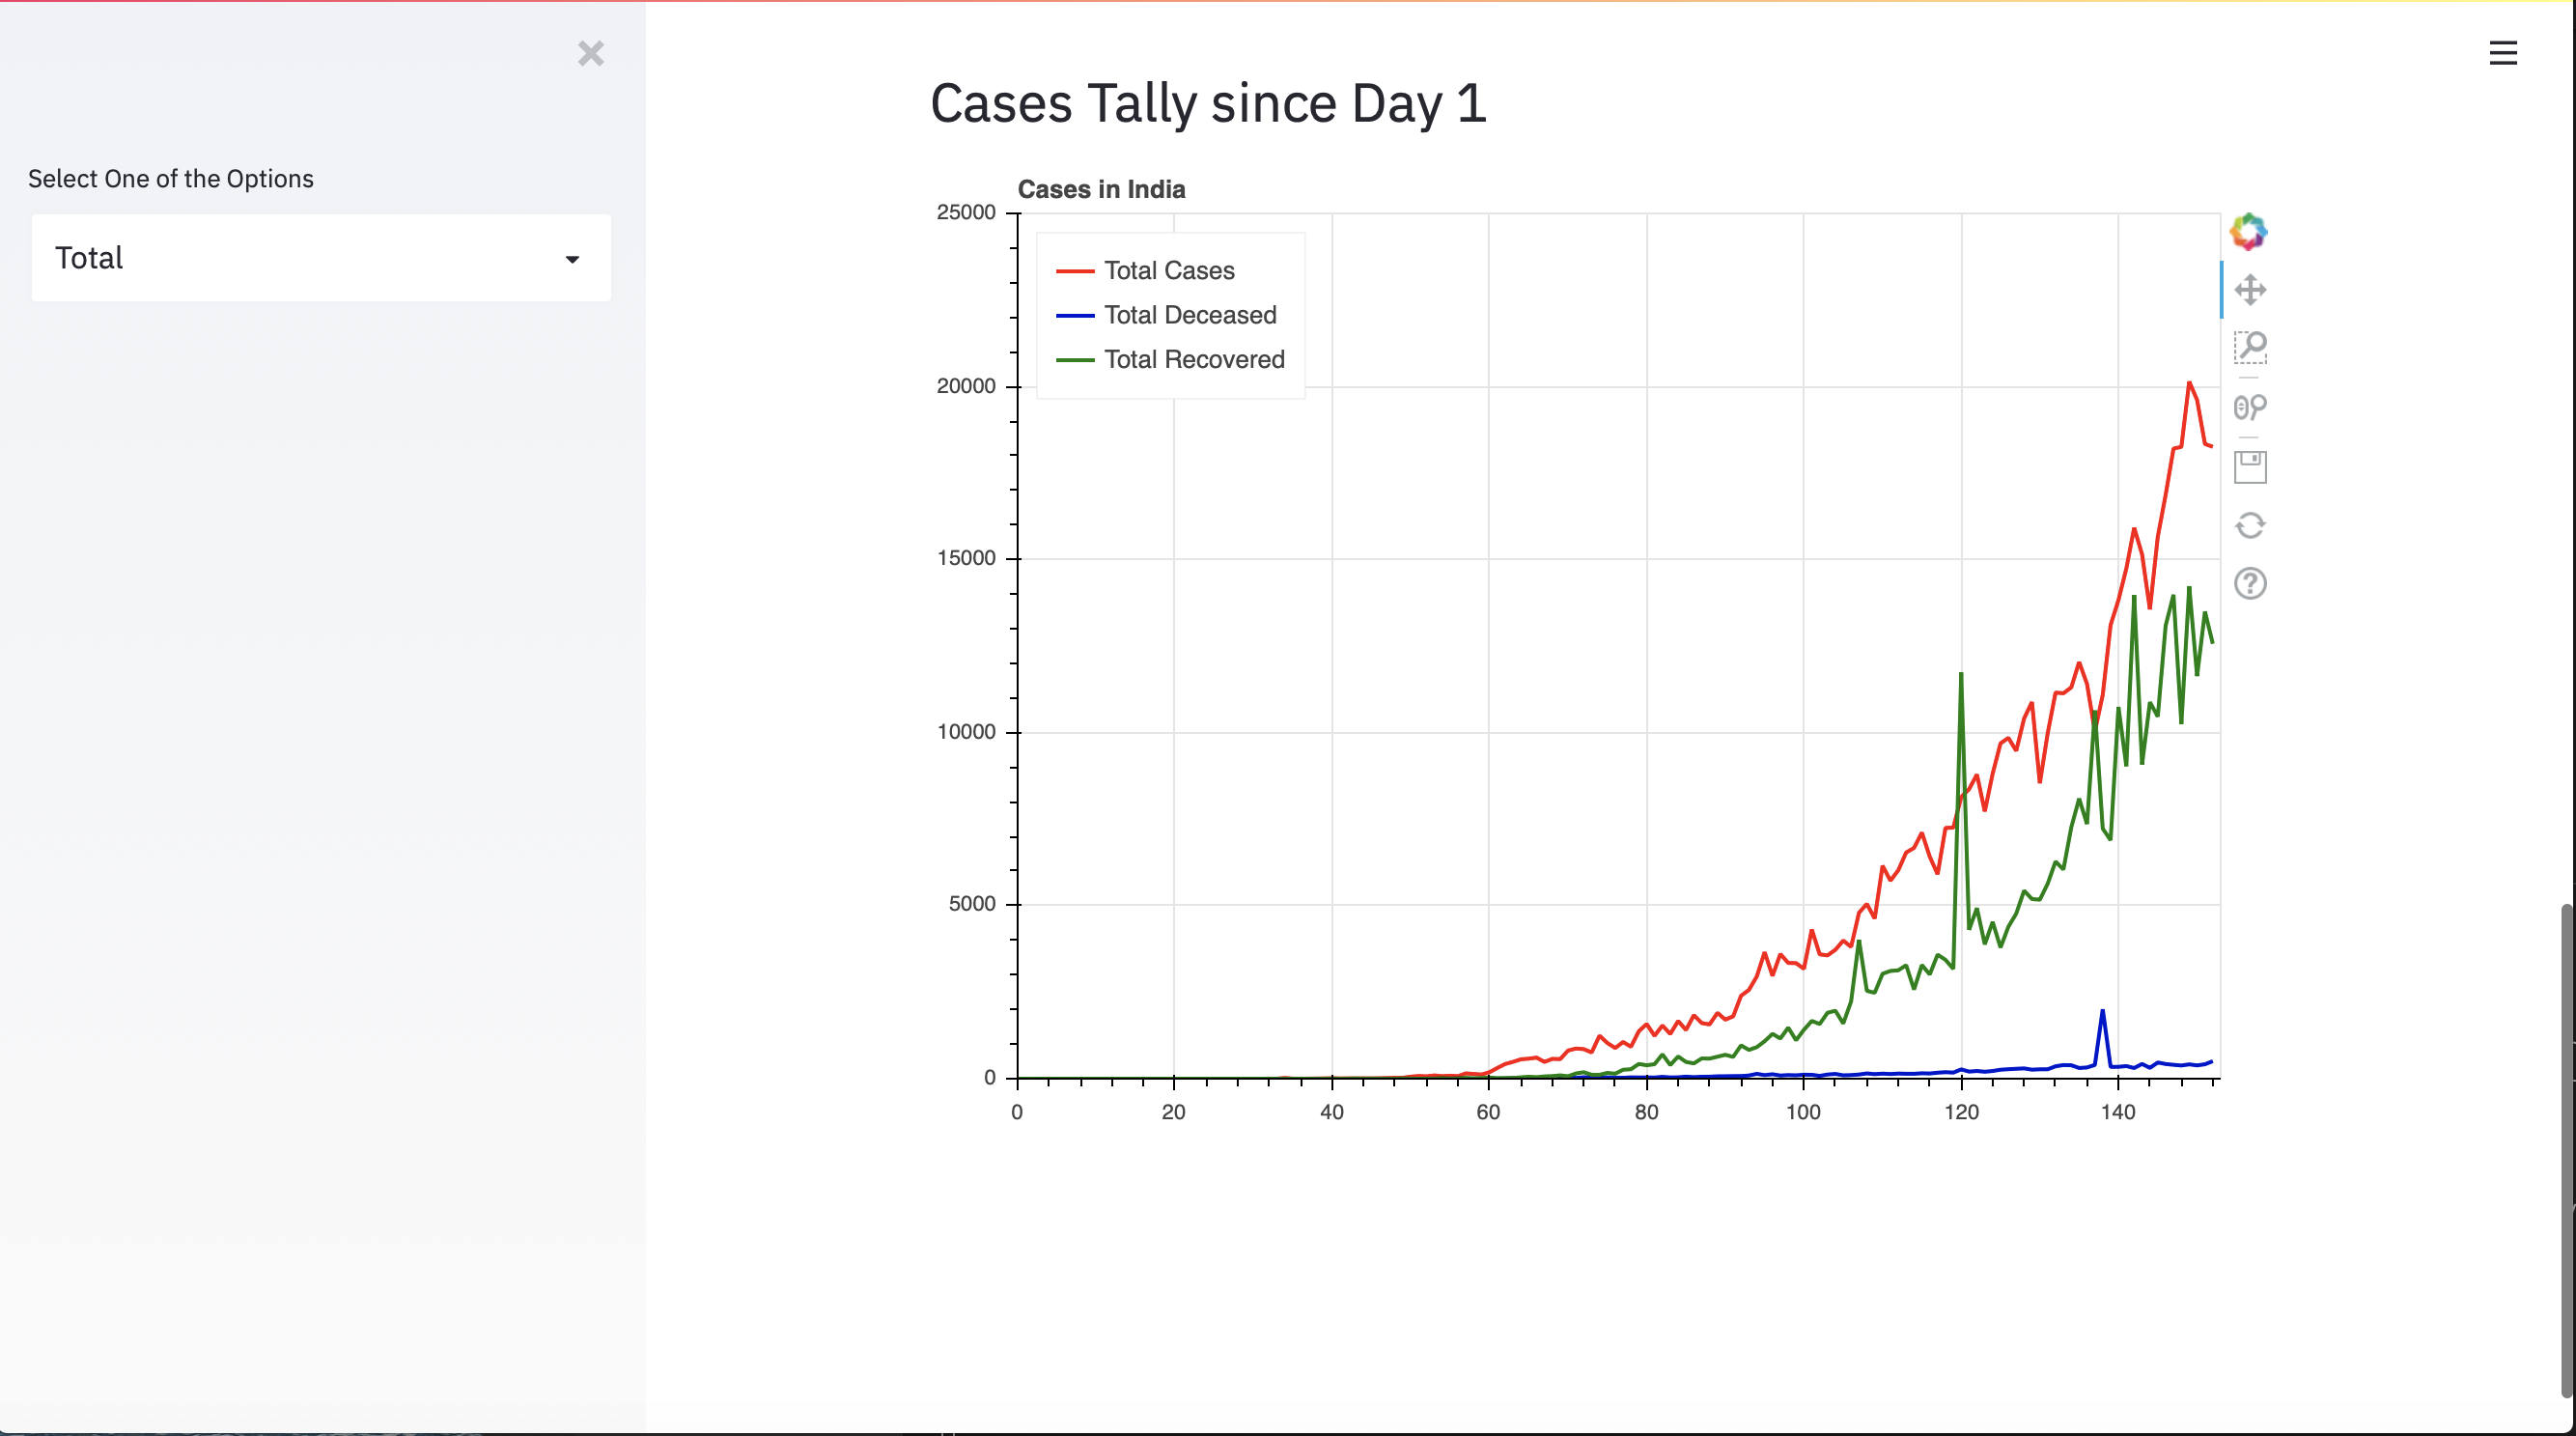 Cases Tally since Day 1
Select One of the Options
Total
Cases in India
Total Cases
Total Deceased
Total Recovered
25000
20000
15000
10000
5000
0
0 20 40 60 80 100 120 140